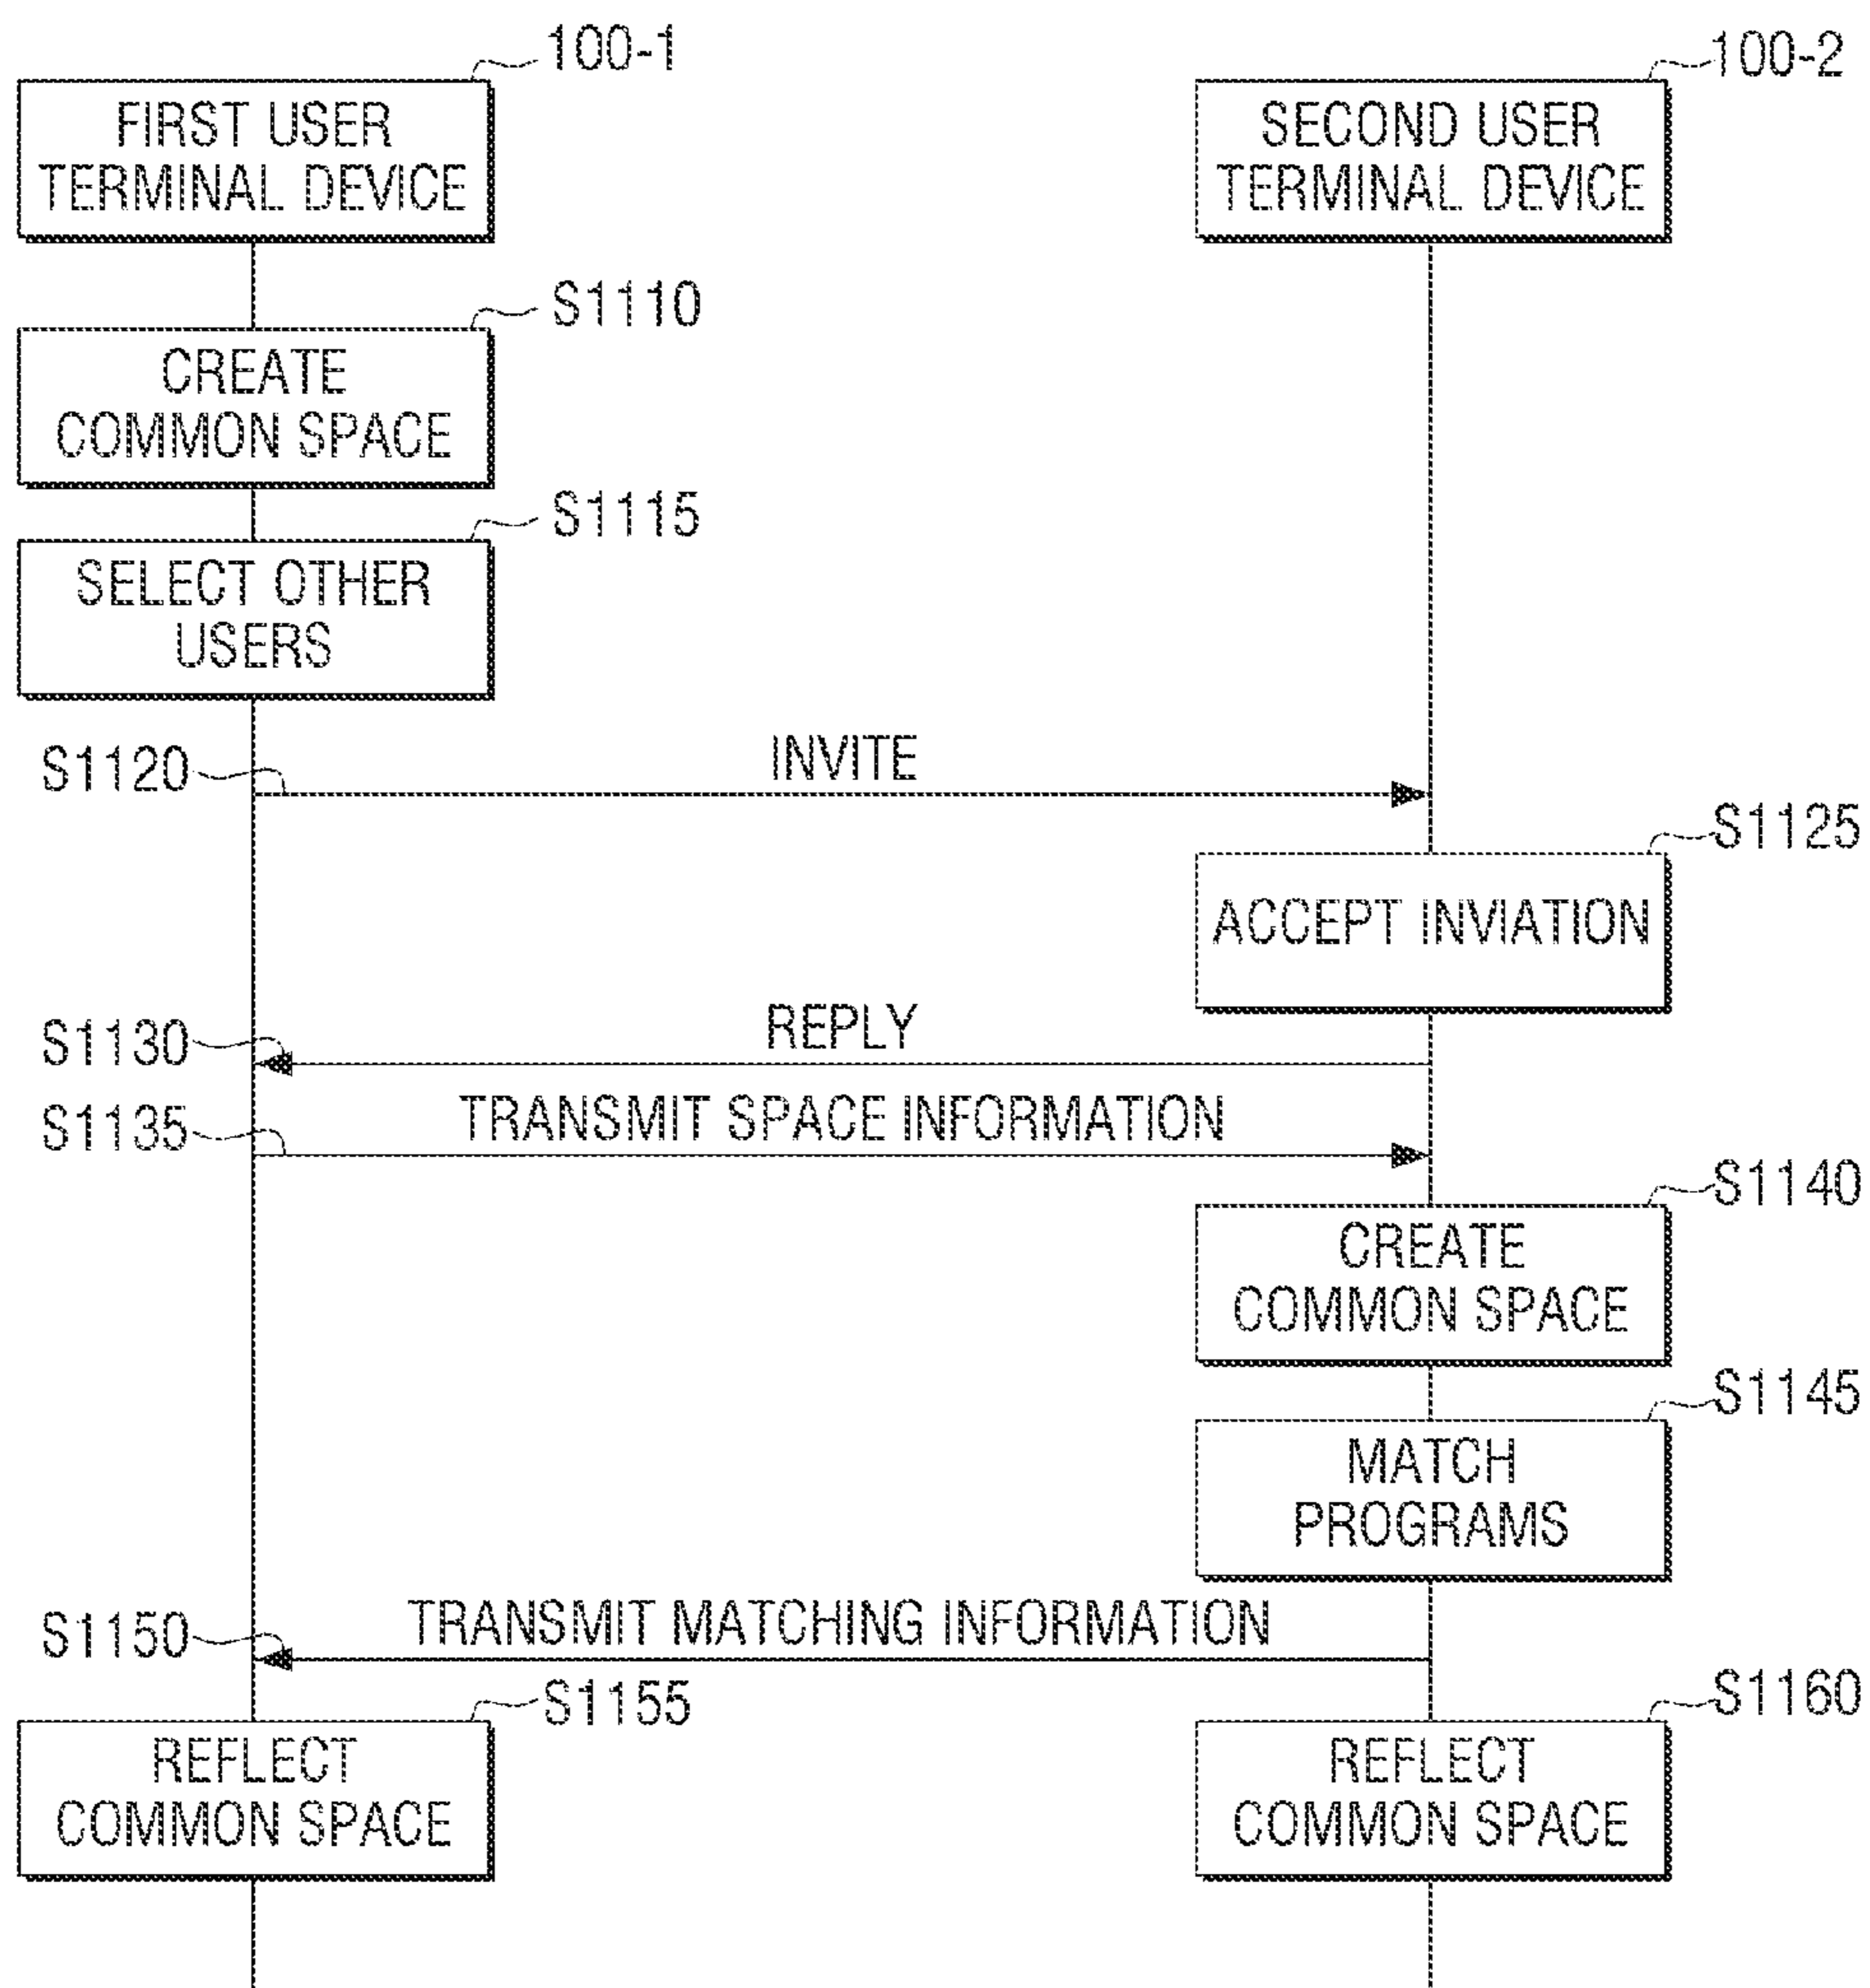 100-1
100-2
FIRST USER
TERMINAL DEVICE
SECOND USER
TERMINAL DEVICE
S1110
CREATE
COMMON SPACE
S1115
SELECT OTHER
USERS
S1120
INVITE
S1125
ACCEPT INVIATION
S1130
REPLY
S1135
TRANSMIT SPACE INFORMATION
S1140
CREATE
COMMON SPACE
S1145
MATCH
PROGRAMS
S1150
TRANSMIT MATCHING INFORMATION
S1155
REFLECT
COMMON SPACE
S1160
REFLECT
COMMON SPACE